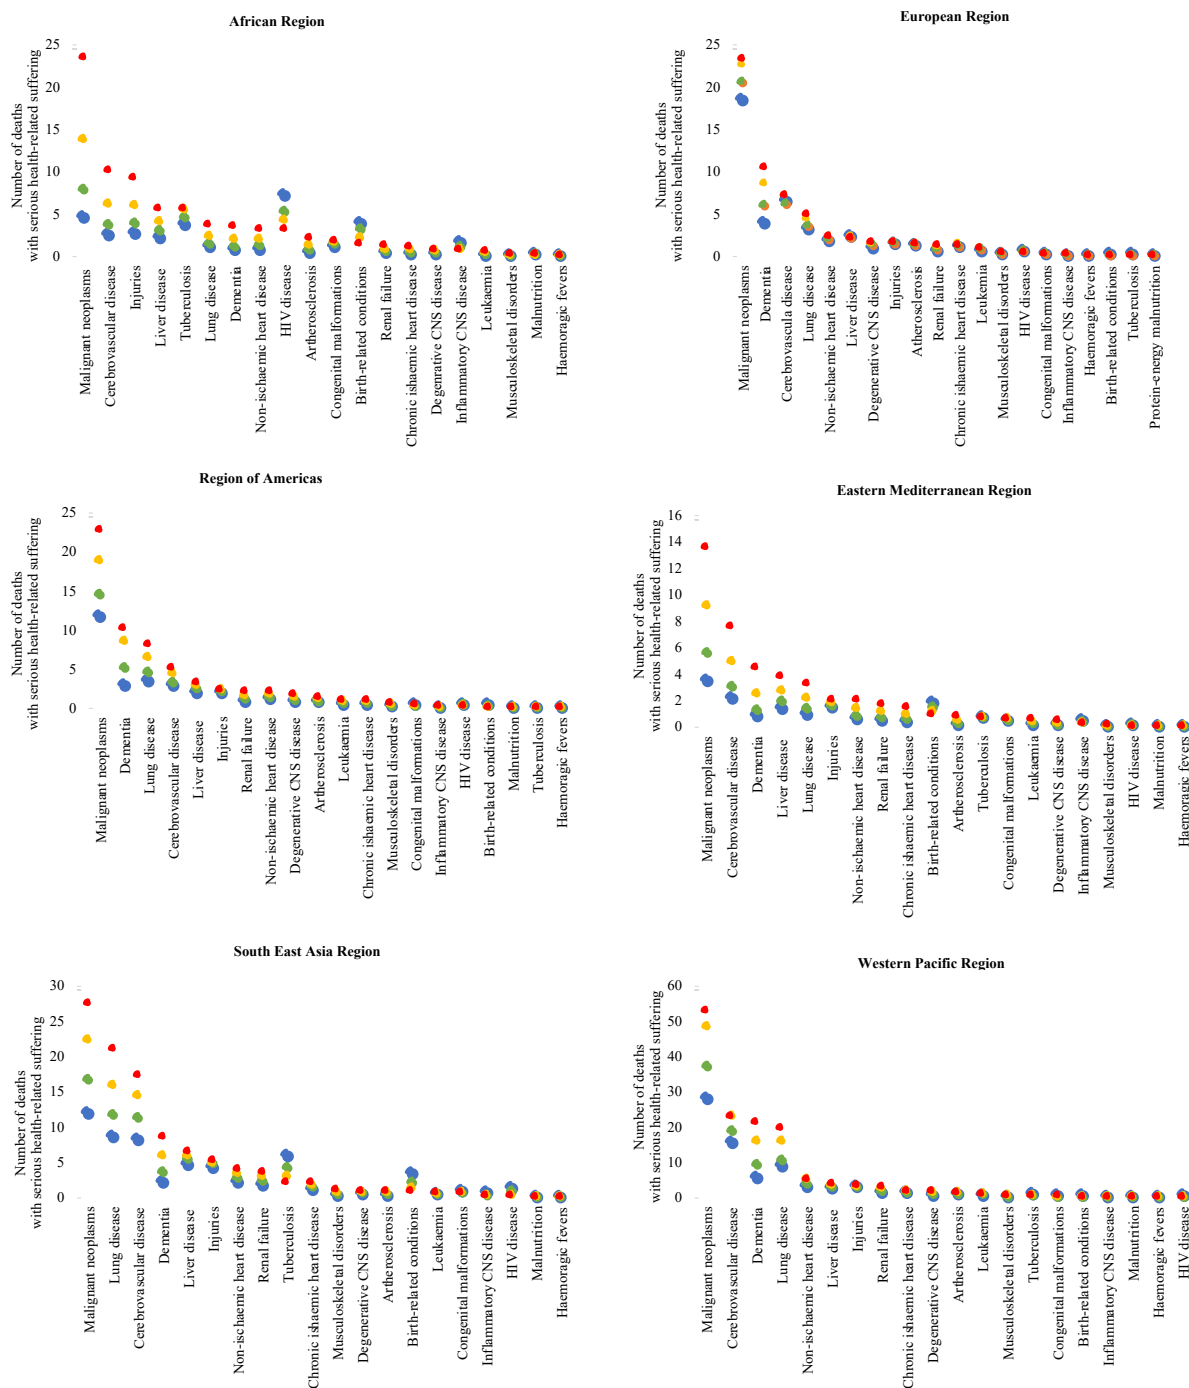 African Region
Number of deaths
with serious health-related suffering
25
20
15
10
5
0
Malignant neoplasms
Cerebrovascular disease
Injuries
Liver disease
Tuberculosis
Lung disease
Dementia
Non-ischaemic heart disease
HIV disease
Artherosclerosis
Congenital malformations
Birth-related conditions
Renal failure
Chronic ishaemic heart disease
Degenrative CNS disease
Inflammatory CNS disease
Leukaemia
Musculoskeletal disorders
Malnutrition
Haemoragic fevers
European Region
Number of deaths
with serious health-related suffering
25
20
15
10
5
0
Malignant neoplasms
Dementia
Cerebrovascula disease
Lung disease
Non-ischaemic heart disease
Liver disease
Degenerative CNS disease
Injuries
Atherosclerosis
Renal failure
Chronic ishaemic heart disease
Leukemia
Musculoskeletal disorders
HIV disease
Congenital malformations
Inflammatory CNS disease
Haemoragic fevers
Birth-related conditions
Tuberculosis
Protein-energy malnutrition
Region of Americas
Number of deaths
with serious health-related suffering
25
20
15
10
5
0
Malignant neoplasms
Dementia
Lung disease
Cerebrovascular disease
Liver disease
Injuries
Renal failure
Non-ischaemic heart disease
Degenerative CNS disease
Artherosclerosis
Leukaemia
Chronic ishaemic heart disease
Musculoskeletal disorders
Congenital malformations
Inflammatory CNS disease
HIV disease
Birth-related conditions
Malnutrition
Tuberculosis
Haemoragic fevers
Eastern Mediterranean Region
Number of deaths
with serious health-related suffering
16
14
12
10
8
6
4
2
0
Malignant neoplasms
Cerebrovascular disease
Dementia
Liver disease
Lung disease
Injuries
Non-ischaemic heart disease
Renal failure
Chronic ishaemic heart disease
Birth-related conditions
Artherosclerosis
Tuberculosis
Congenital malformations
Leukaemia
Degenerative CNS disease
Inflammatory CNS disease
Musculoskeletal disorders
HIV disease
Malnutrition
Haemoragic fevers
South East Asia Region
Number of deaths
with serious health-related suffering
30
25
20
15
10
5
0
Malignant neoplasms
Lung disease
Cerebrovascular disease
Dementia
Liver disease
Injuries
Non-ischaemic heart disease
Renal failure
Tuberculosis
Chronic ishaemic heart disease
Musculoskeletal disorders
Degenerative CNS disease
Artherosclerosis
Birth-related conditions
Leukaemia
Congenital malformations
Inflammatory CNS disease
HIV disease
Malnutrition
Haemoragic fevers
Western Pacific Region
Number of deaths
with serious health-related suffering
60
50
40
30
20
10
0
Malignant neoplasms
Cerebrovascular disease
Dementia
Lung disease
Non-ischaemic heart disease
Liver disease
Injuries
Renal failure
Chronic ishaemic heart disease
Degenerative CNS disease
Artherosclerosis
Leukaemia
Musculoskeletal disorders
Tuberculosis
Congenital malformations
Birth-related conditions
Inflammatory CNS disease
Malnutrition
Haemoragic fevers
HIV disease